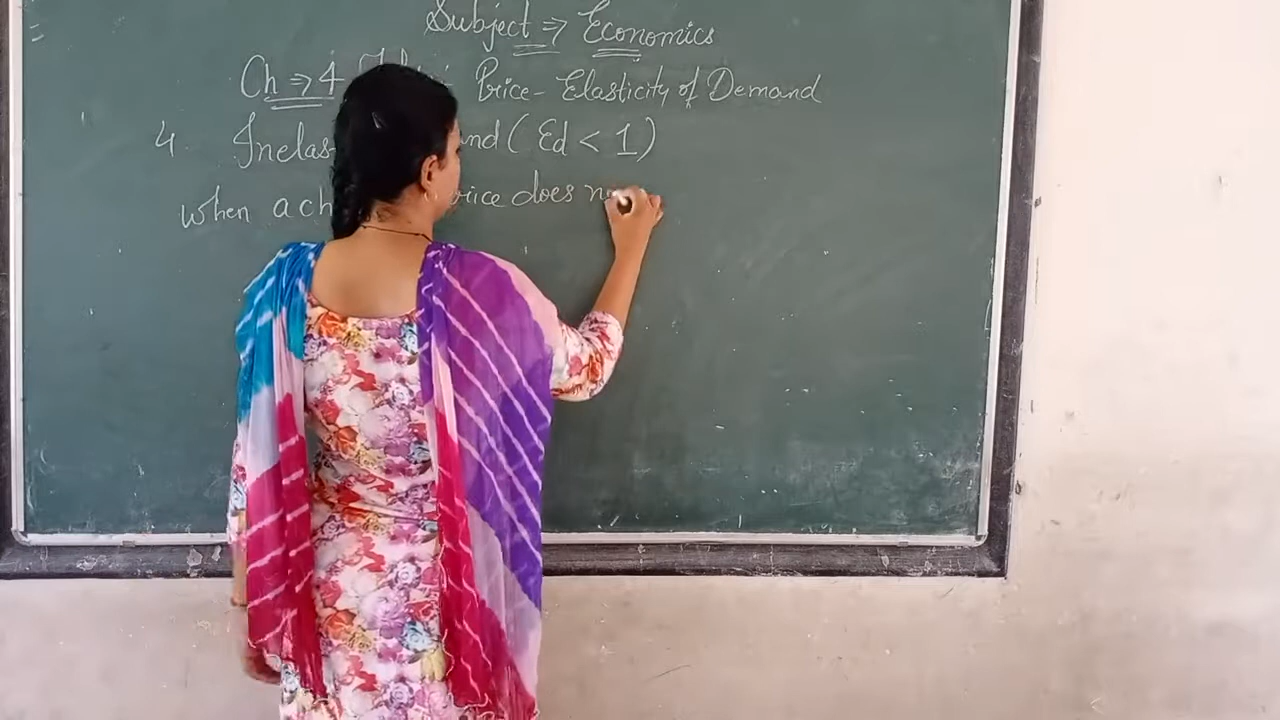 Subject ⇒ Economics
Ch ⇒ 4 Price-Elasticity of Demand
4 Inelas nd (Ed < 1)
when a ch rice does n